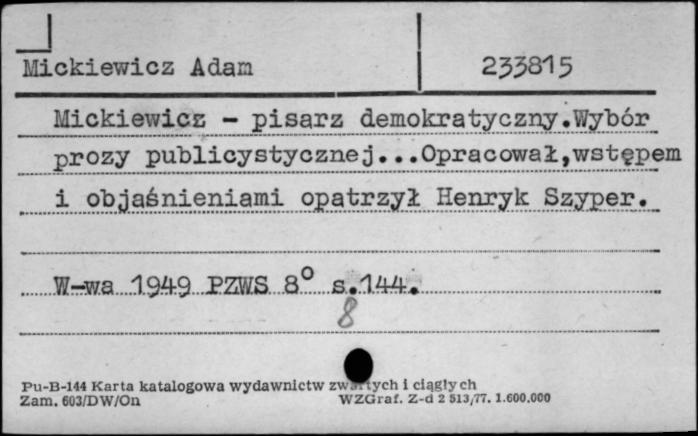 Mickiewicz Adam 233815
Mickiewicz - pisarz demokratyczny.Wybór
prozy publicystycznej...Opracował,wstępem
i objaśnieniami opatrzył Henryk Szyper.
W-wa 1949 PZWS 8° s.144.
8
Pu-B-144 Karta katalogowa wydawnictw zwartych i ciągłych
Zam. 603/DW/On WZGraf. Z-d 2 513/77. 1.600.000